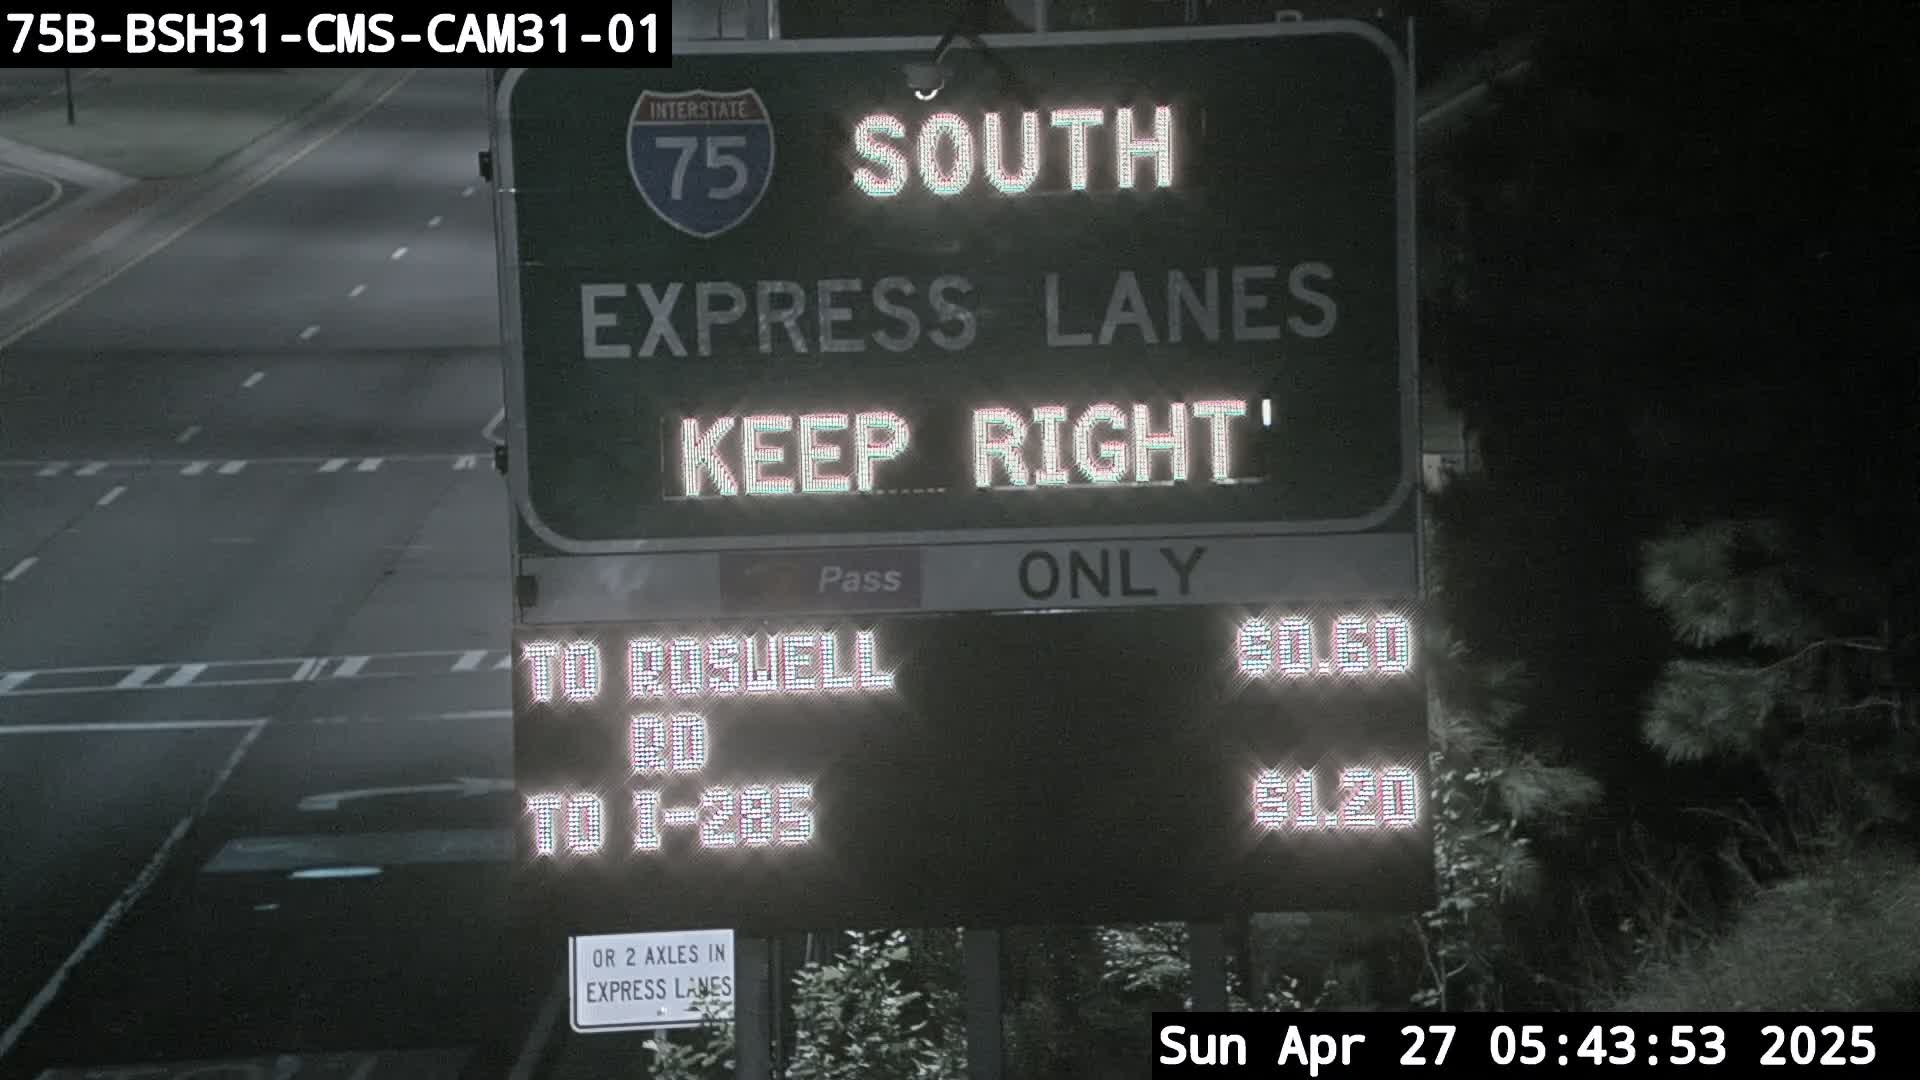 75B-BSH31-CMS-CAM31-01
INTERSTATE
75
SOUTH
EXPRESS LANES
KEEP RIGHT'
Pass ONLY
TO ROSWELL $0.60
RD
TO I-285 $1.20
OR 2 AXLES IN
EXPRESS LANES
Sun Apr 27 05:43:53 2025